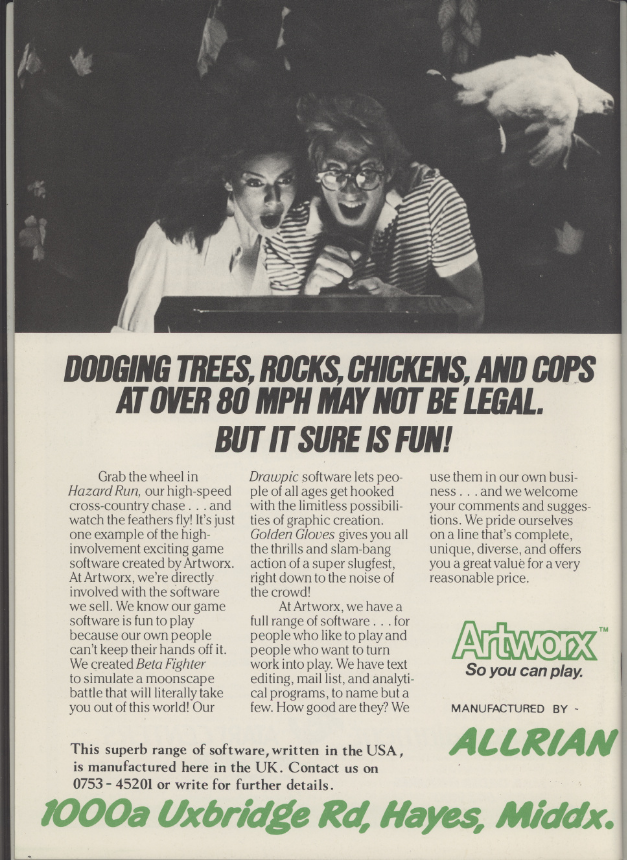 DODGING TREES, ROCKS, CHICKENS, AND COPS
AT OVER 80 MPH MAY NOT BE LEGAL.
BUT IT SURE IS FUN!
Grab the wheel in
Hazard Run, our high-speed
cross-country chase . . . and
watch the feathers fly! It's just
one example of the high-
involvement exciting game
software created by Artworx.
At Artworx, we're directly
involved with the software
we sell. We know our game
software is fun to play
because our own people
can't keep their hands off it.
We created Beta Fighter
to simulate a moonscape
battle that will literally take
you out of this world! Our
Drawpic software lets peo-
ple of all ages get hooked
with the limitless possibili-
ties of graphic creation.
Golden Gloves gives you all
the thrills and slam-bang
action of a super slugfest,
right down to the noise of
the crowd!
At Artworx, we have a
full range of software . . . for
people who like to play and
people who want to turn
work into play. We have text
editing, mail list, and analyti-
cal programs, to name but a
few. How good are they? We
use them in our own busi-
ness . . . and we welcome
your comments and sugges-
tions. We pride ourselves
on a line that's complete,
unique, diverse, and offers
you a great value for a very
reasonable price.
Artworx™
So you can play.
MANUFACTURED BY -
ALLRIAN
This superb range of software, written in the USA,
is manufactured here in the UK. Contact us on
0753 - 45201 or write for further details.
1000a Uxbridge Rd, Hayes, Middx.